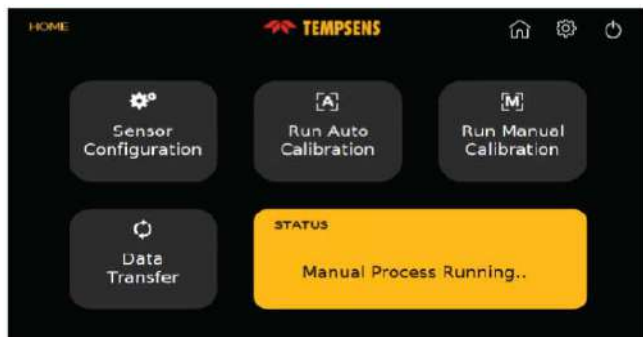 HOME
TEMPSENS
Sensor
Configuration
[A]
Run Auto
Calibration
[M]
Run Manual
Calibration
Data
Transfer
STATUS
Manual Process Running..